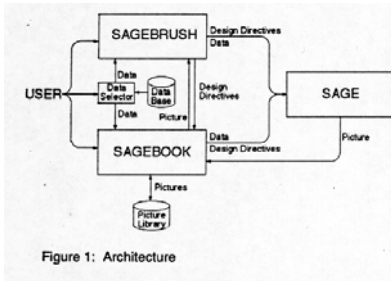 SAGEBRUSH
Design Directives
Data
USER
Data
Data
Selector
Data
Base
Data
Picture
Design
Directives
SAGE
Picture
SAGEBOOK
Data
Design Directives
Pictures
Picture
Library
Figure 1: Architecture